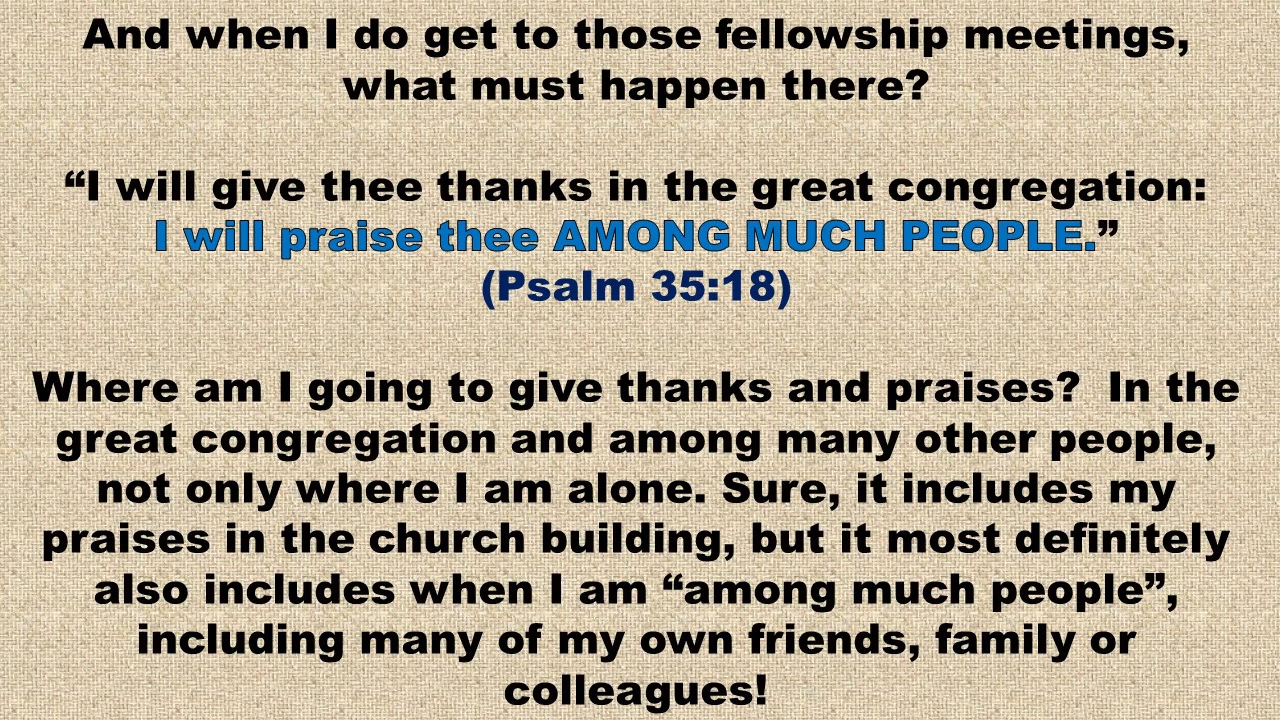 And when I do get to those fellowship meetings,
what must happen there?
“I will give thee thanks in the great congregation:
I will praise thee AMONG MUCH PEOPLE.”
(Psalm 35:18)
Where am I going to give thanks and praises?  In the
great congregation and among many other people,
not only where I am alone. Sure, it includes my
praises in the church building, but it most definitely
also includes when I am “among much people”,
including many of my own friends, family or
colleagues!